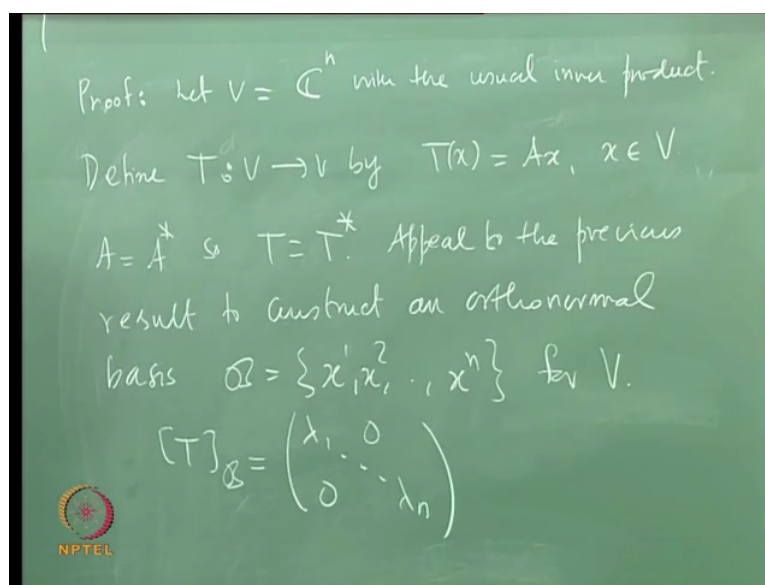 Proof: Let V = ℂⁿ with the usual inner product.
Define T: V → V by T(x) = Ax, x ∈ V
A = A* so T = T*. Appeal to the previous
result to construct an orthonormal
basis ℬ = {x¹, x², ., xⁿ} for V.
[T]_ℬ = (λ₁ 0
⋱
0 λₙ)
NPTEL